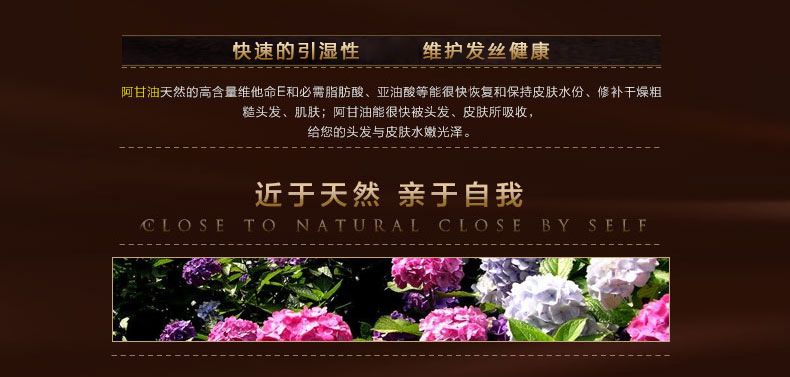 快速的引湿性 维护发丝健康
阿甘油天然的高含量维他命E和必需脂肪酸、亚油酸等能很快恢复和保持皮肤水份、修补干燥粗
糙头发、肌肤；阿甘油能很快被头发、皮肤所吸收，
给您的头发与皮肤水嫩光泽。
近于天然 亲于自我
CLOSE TO NATURAL CLOSE BY SELF